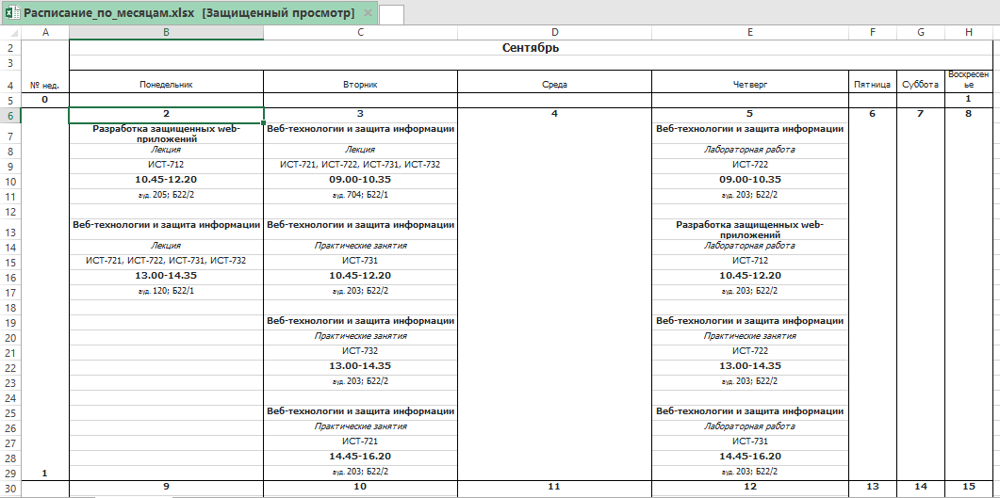 Расписание_по_месяцам.xlsx [Защищенный просмотр]
A B C D E F G H
2 Сентябрь
3
4 № нед. Понедельник Вторник Среда Четверг Пятница Суббота Воскресен
ье
5 0 1
6 2 3 4 5 6 7 8
7 Разработка защищенных web- Веб-технологии и защита информации Веб-технологии и защита информации
приложений
8 Лекция Лекция Лабораторная работа
9 ИСТ-712 ИСТ-721, ИСТ-722, ИСТ-731, ИСТ-732 ИСТ-722
10 10.45-12.20 09.00-10.35 09.00-10.35
11 ауд. 205; Б22/2 ауд. 704; Б22/1 ауд. 203; Б22/2
12
13 Веб-технологии и защита информации Веб-технологии и защита информации Разработка защищенных web-
приложений
14 Лекция Практические занятия Лабораторная работа
15 ИСТ-721, ИСТ-722, ИСТ-731, ИСТ-732 ИСТ-731 ИСТ-712
16 13.00-14.35 10.45-12.20 10.45-12.20
17 ауд. 120; Б22/1 ауд. 203; Б22/2 ауд. 203; Б22/2
18
19 Веб-технологии и защита информации Веб-технологии и защита информации
20 Практические занятия Практические занятия
21 ИСТ-732 ИСТ-722
22 13.00-14.35 13.00-14.35
23 ауд. 203; Б22/2 ауд. 203; Б22/2
24
25 Веб-технологии и защита информации Веб-технологии и защита информации
26 Практические занятия Лабораторная работа
27 ИСТ-721 ИСТ-731
28 14.45-16.20 14.45-16.20
29 1 ауд. 203; Б22/2 ауд. 203; Б22/2
30 9 10 11 12 13 14 15